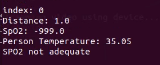 index: 0
Distance: 1.0
SpO2: -999.0
Person Temperature: 35.05
SPO2 not adequate